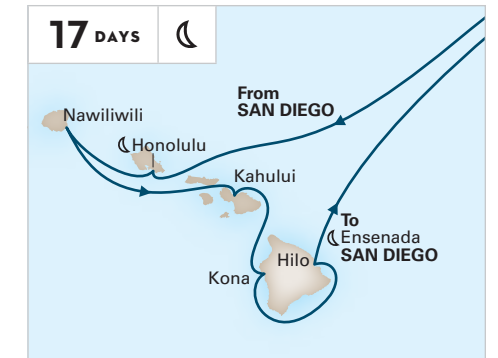 17 DAYS
From
SAN DIEGO
Nawiliwili
Honolulu
Kahului
To
Ensenada
SAN DIEGO
Hilo
Kona